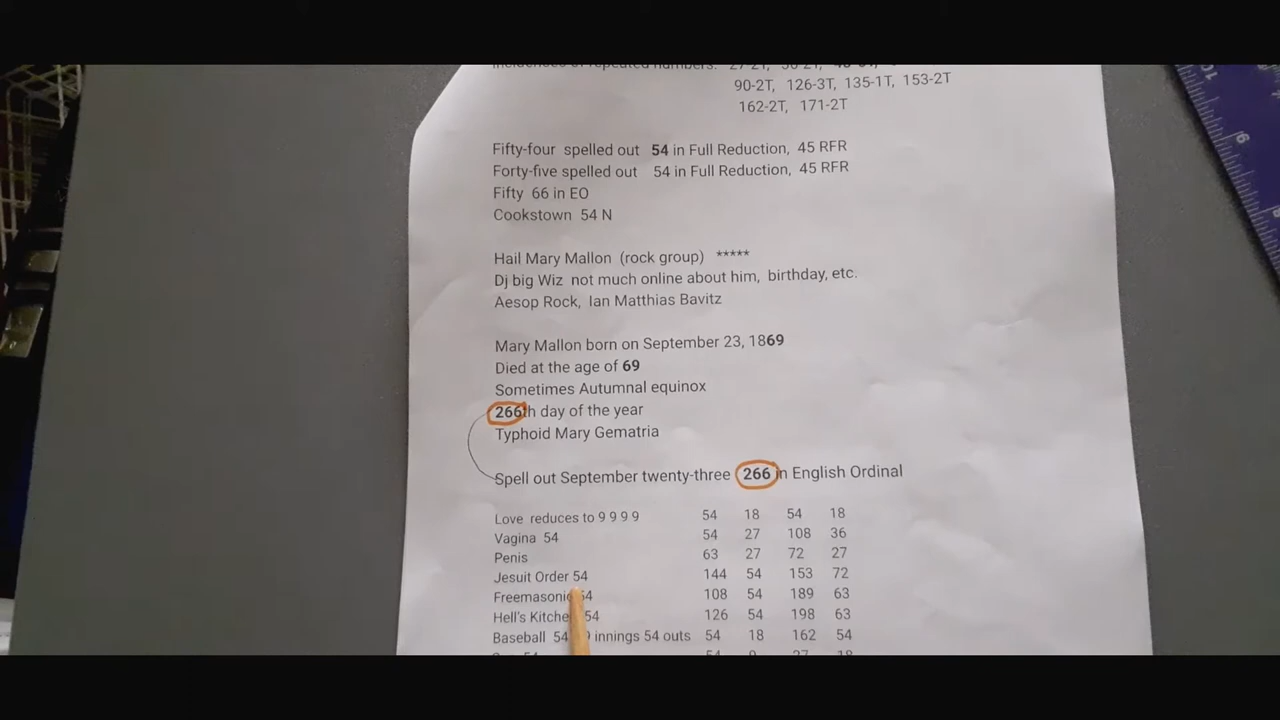 90-2T, 126-3T, 135-1T, 153-2T
162-2T, 171-2T
Fifty-four spelled out 54 in Full Reduction, 45 RFR
Forty-five spelled out 54 in Full Reduction, 45 RFR
Fifty 66 in EO
Cookstown 54 N
Hail Mary Mallon (rock group) *****
Dj big Wiz not much online about him, birthday, etc.
Aesop Rock, Ian Matthias Bavitz
Mary Mallon born on September 23, 1869
Died at the age of 69
Sometimes Autumnal equinox
266th day of the year
Typhoid Mary Gematria
Spell out September twenty-three 266 in English Ordinal
Love reduces to 9 9 9 9 54 18 54 18
Vagina 54 54 27 108 36
Penis 63 27 72 27
Jesuit Order 54 144 54 153 72
Freemasonic 54 108 54 189 63
Hell's Kitchen 54 126 54 198 63
Baseball 54 innings 54 outs 54 18 162 54